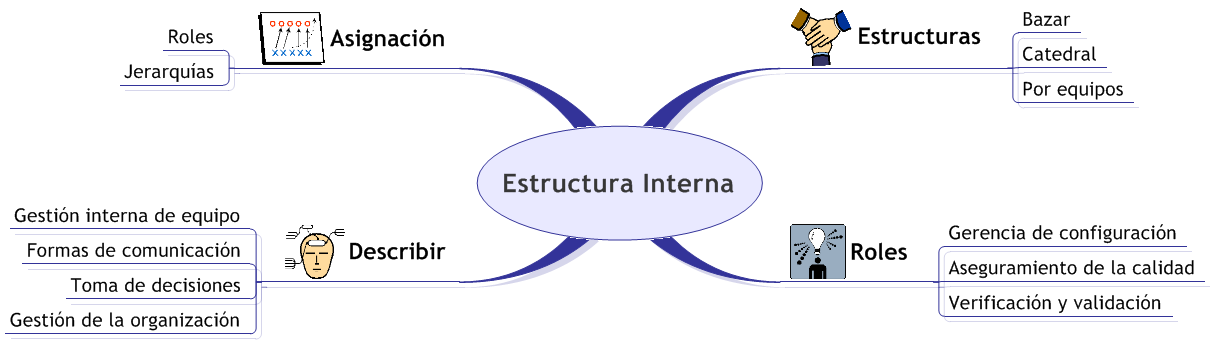 Estructura Interna
Asignación
Roles
Jerarquías
Estructuras
Bazar
Catedral
Por equipos
Describir
Gestión interna de equipo
Formas de comunicación
Toma de decisiones
Gestión de la organización
Roles
Gerencia de configuración
Aseguramiento de la calidad
Verificación y validación